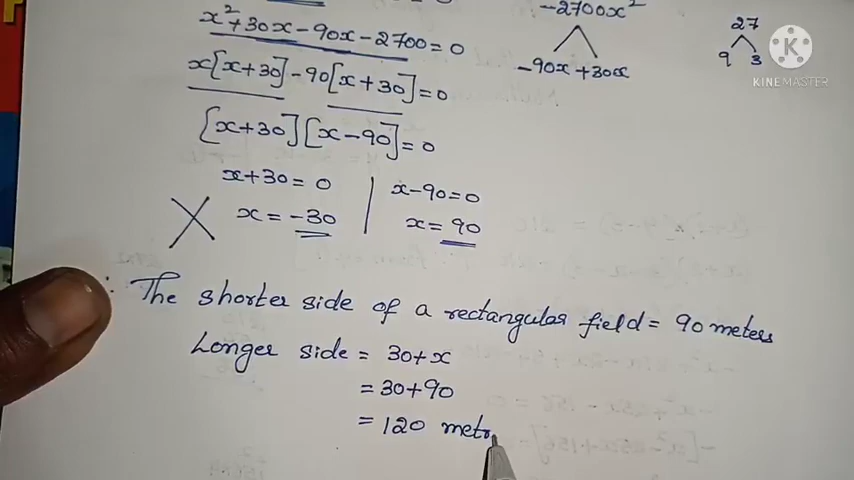 -2700x²
x²+30x-90x-2700=0
27
-90x+30x
9 3
KINEMASTER
x[x+30]-90[x+30]=0
[x+30][x-90]=0
x+30=0 x-90=0
x=-30 x=90
∴ The shorter side of a rectangular field = 90 meters
Longer side = 30+x
= 30+90
= 120 metr